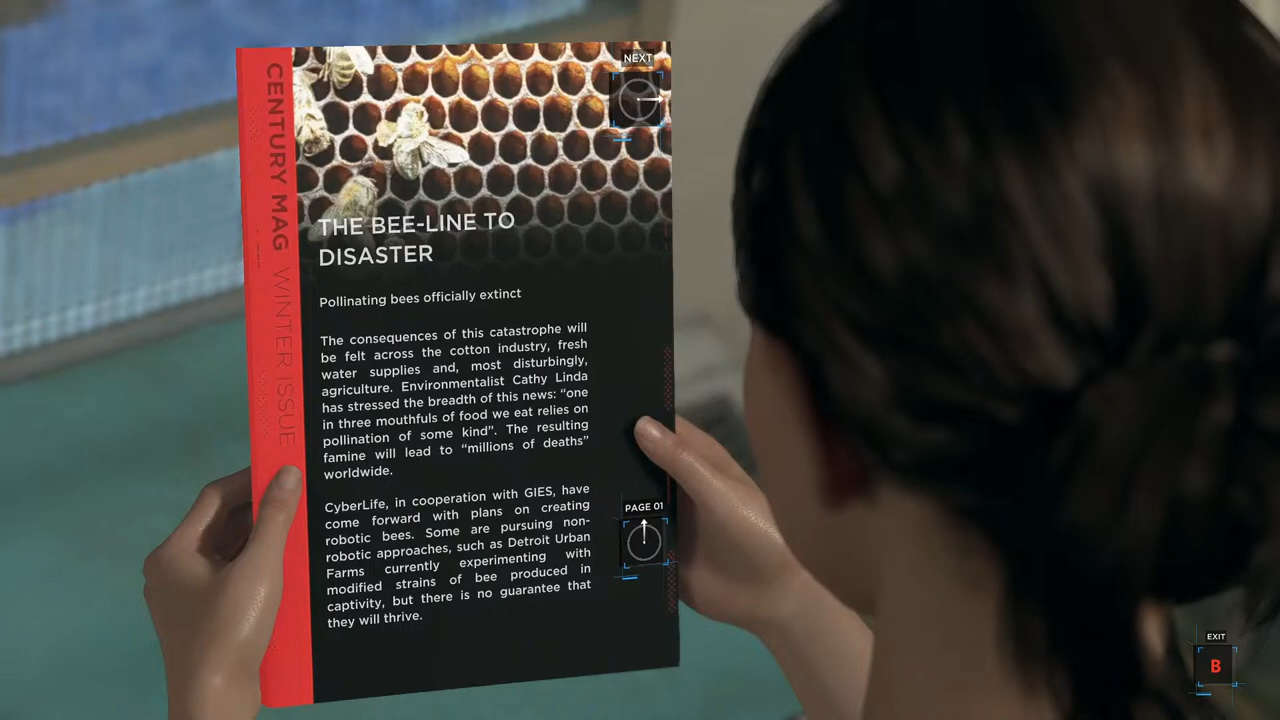 CENTURY MAG WINTER ISSUE
NEXT
THE BEE-LINE TO
DISASTER
Pollinating bees officially extinct
The consequences of this catastrophe will
be felt across the cotton industry, fresh
water supplies and, most disturbingly,
agriculture. Environmentalist Cathy Linda
has stressed the breadth of this news: “one
in three mouthfuls of food we eat relies on
pollination of some kind”. The resulting
famine will lead to “millions of deaths”
worldwide.
CyberLife, in cooperation with GIES, have
come forward with plans on creating
robotic bees. Some are pursuing non-
robotic approaches, such as Detroit Urban
Farms currently experimenting with
modified strains of bee produced in
captivity, but there is no guarantee that
they will thrive.
PAGE 01
EXIT
B